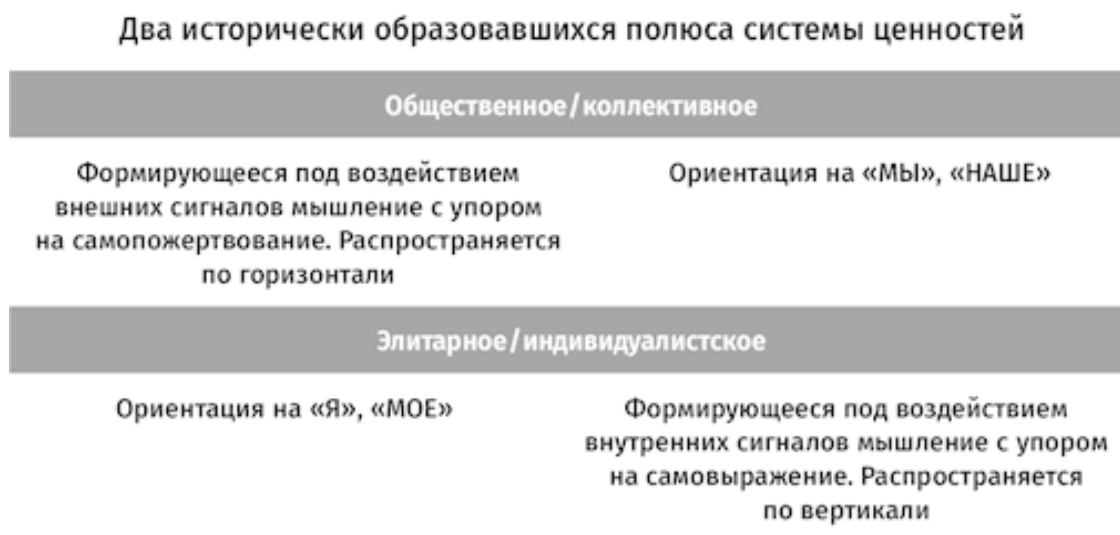 Два исторически образовавшихся полюса системы ценностей
Общественное/коллективное
Формирующееся под воздействием
внешних сигналов мышление с упором
на самопожертвование. Распространяется
по горизонтали
Ориентация на «МЫ», «НАШЕ»
Элитарное/индивидуалистское
Ориентация на «Я», «МОЕ»
Формирующееся под воздействием
внутренних сигналов мышление с упором
на самовыражение. Распространяется
по вертикали